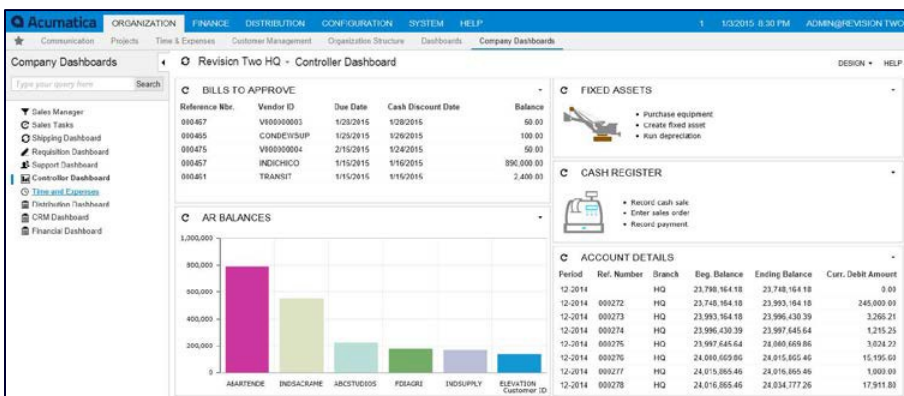 Acumatica ORGANIZATION FINANCE DISTRIBUTION CONFIGURATION SYSTEM HELP 1 1/3/2015 8:30 PM ADMIN@REVISION TWO
Communication Projects Time & Expenses Customer Management Organization Structure Dashboards Company Dashboards
Company Dashboards
Revision Two HQ - Controller Dashboard
DESIGN HELP
Type your query here Search
Sales Manager
Sales Tasks
Shipping Dashboard
Requisition Dashboard
Support Dashboard
Controller Dashboard
Time and Expenses
Distribution Dashboard
CRM Dashboard
Financial Dashboard
BILLS TO APPROVE
Reference Nbr. Vendor ID Due Date Cash Discount Date Balance
000467 V000000003 1/28/2015 1/28/2015 50.00
000465 CONDEWSUP 1/25/2015 1/26/2015 100.00
000475 V000000004 2/15/2015 1/24/2015 50.00
000457 INDICHICO 1/15/2015 1/16/2015 890,000.00
000461 TRANSIT 1/15/2015 1/15/2015 2,400.00
AR BALANCES
1,000,000
800,000
600,000
400,000
200,000
0
ABARTENDE INDSACRAME ABCSTUDIOS FDIAGRI INDSUPPLY ELEVATION
Customer ID
FIXED ASSETS
Purchase equipment
Create fixed asset
Run depreciation
CASH REGISTER
Record cash sale
Enter sales order
Record payment
ACCOUNT DETAILS
Period Ref. Number Branch Beg. Balance Ending Balance Curr. Debit Amount
12-2014 HQ 23,798,164.18 23,748,164.18 0.00
12-2014 000272 HQ 23,748,164.18 23,993,164.18 245,000.00
12-2014 000273 HQ 23,993,164.18 23,996,430.39 3,266.21
12-2014 000274 HQ 23,996,430.39 23,997,645.64 1,215.25
12-2014 000275 HQ 23,997,645.64 24,000,669.86 3,024.22
12-2014 000276 HQ 24,000,669.86 24,015,865.46 15,195.60
12-2014 000277 HQ 24,015,865.46 24,016,865.46 1,000.00
12-2014 000278 HQ 24,016,865.46 24,034,777.26 17,911.80